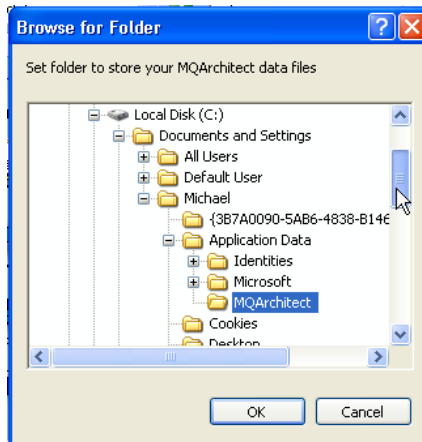 Browse for Folder
Set folder to store your MQArchitect data files
Local Disk (C:)
Documents and Settings
All Users
Default User
Michael
{3B7A0090-5AB6-4838-B146
Application Data
Identities
Microsoft
MQArchitect
Cookies
Desktop
OK
Cancel